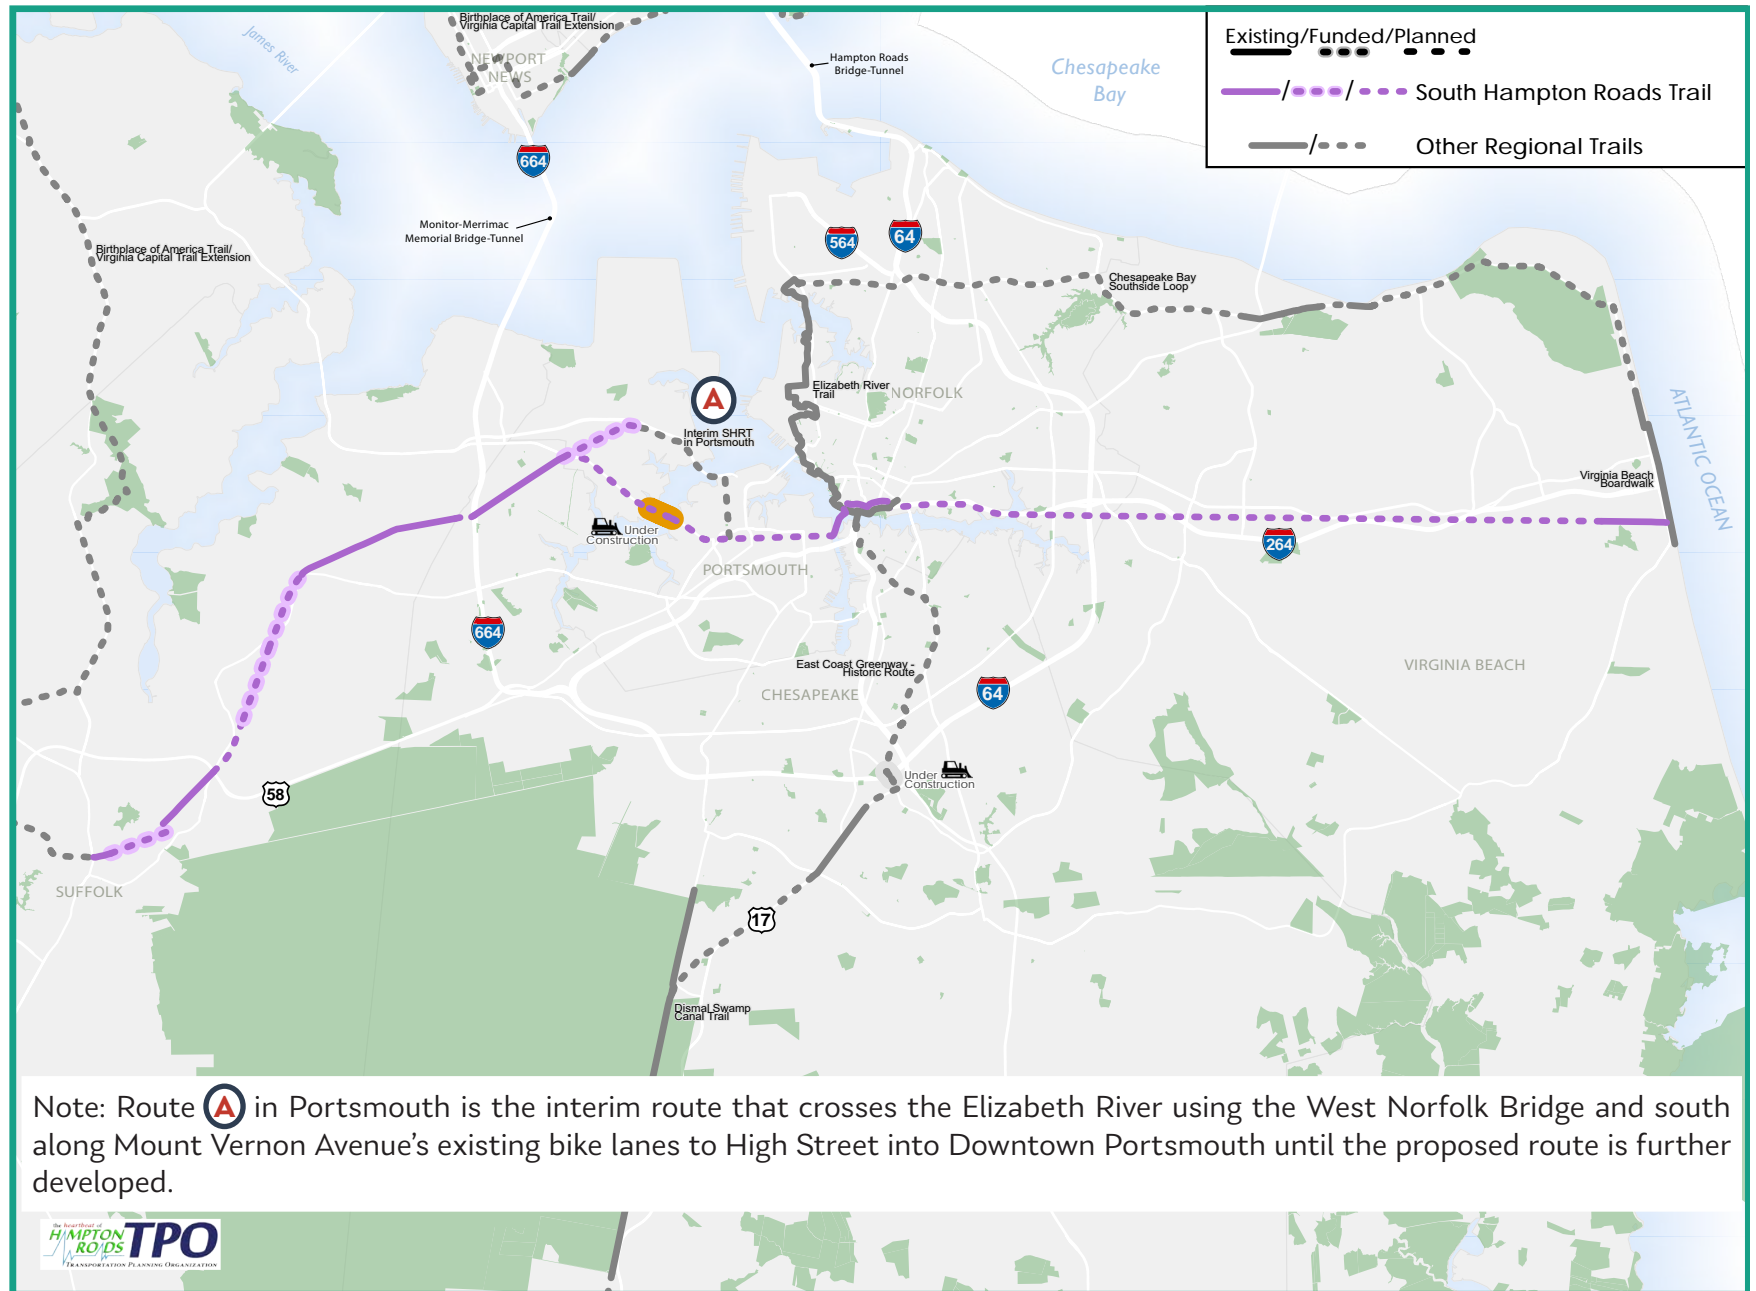 Birthplace of America Trail/
Virginia Capital Trail Extension
James River
NEWPORT
NEWS
Hampton Roads
Bridge-Tunnel
Chesapeake
Bay
Existing/Funded/Planned
/ / South Hampton Roads Trail
/ Other Regional Trails
664
Monitor-Merrimac
Memorial Bridge-Tunnel
564
64
Birthplace of America Trail/
Virginia Capital Trail Extension
Chesapeake Bay
Southside Loop
A
Interim SHRT
in Portsmouth
Elizabeth River
Trail
NORFOLK
ATLANTIC OCEAN
Virginia Beach
Boardwalk
Under
Construction
264
PORTSMOUTH
664
East Coast Greenway -
Historic Route
VIRGINIA BEACH
CHESAPEAKE
64
Under
Construction
58
SUFFOLK
17
Dismal Swamp
Canal Trail
Note: Route A in Portsmouth is the interim route that crosses the Elizabeth River using the West Norfolk Bridge and south
along Mount Vernon Avenue's existing bike lanes to High Street into Downtown Portsmouth until the proposed route is further
developed.
the heartbeat of
HAMPTON
ROADS TPO
TRANSPORTATION PLANNING ORGANIZATION